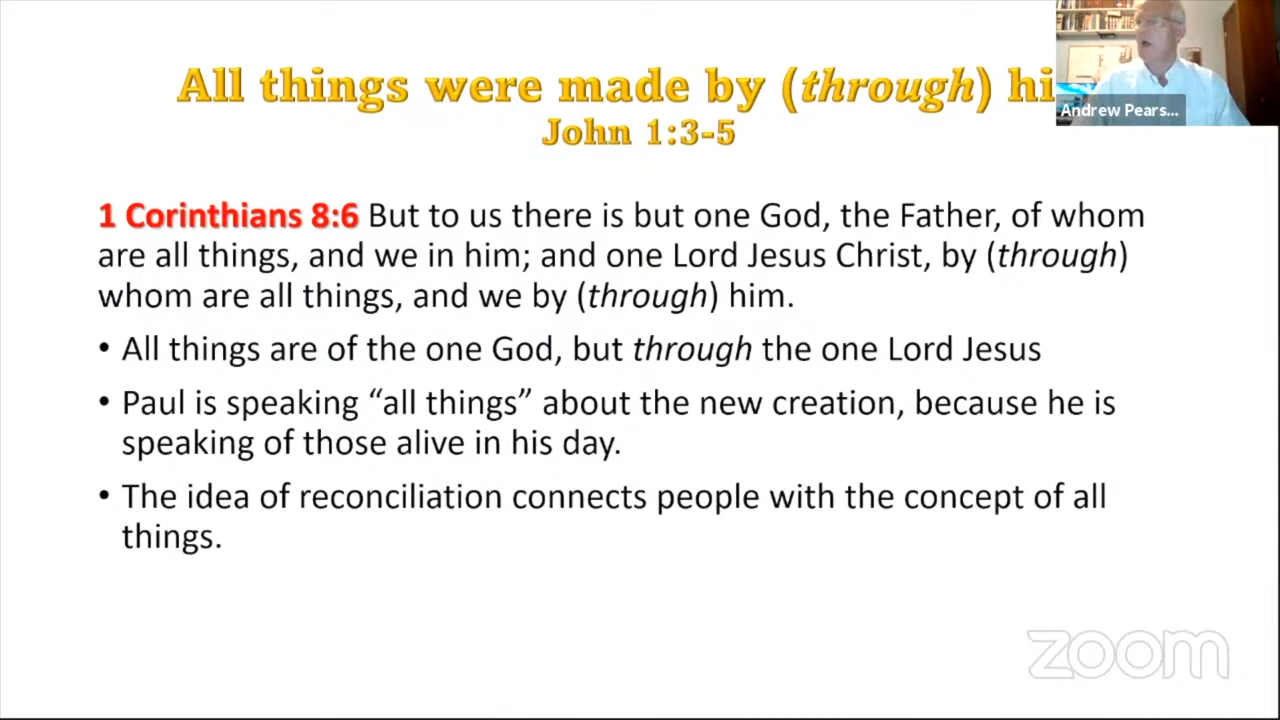 All things were made by (through) hi
John 1:3-5
Andrew Pears...
1 Corinthians 8:6 But to us there is but one God, the Father, of whom
are all things, and we in him; and one Lord Jesus Christ, by (through)
whom are all things, and we by (through) him.
• All things are of the one God, but through the one Lord Jesus
• Paul is speaking “all things” about the new creation, because he is
speaking of those alive in his day.
• The idea of reconciliation connects people with the concept of all
things.
zoom